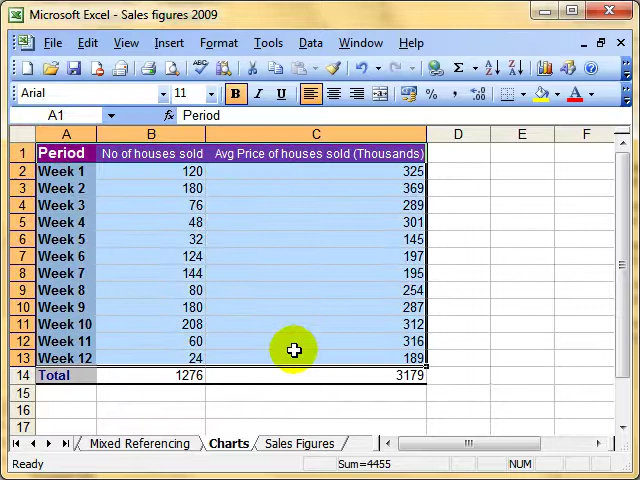 Microsoft Excel - Sales figures 2009
File Edit View Insert Format Tools Data Window Help
100%
Arial 11 B I U % A
A1 Period
A B C D E F
1 Period No of houses sold Avg Price of houses sold (Thousands)
2 Week 1 120 325
3 Week 2 180 369
4 Week 3 76 289
5 Week 4 48 301
6 Week 5 32 145
7 Week 6 124 197
8 Week 7 144 195
9 Week 8 80 254
10 Week 9 180 287
11 Week 10 208 312
12 Week 11 60 316
13 Week 12 24 189
14 Total 1276 3179
15
16
17
Mixed Referencing Charts Sales Figures
Ready Sum=4455 NUM